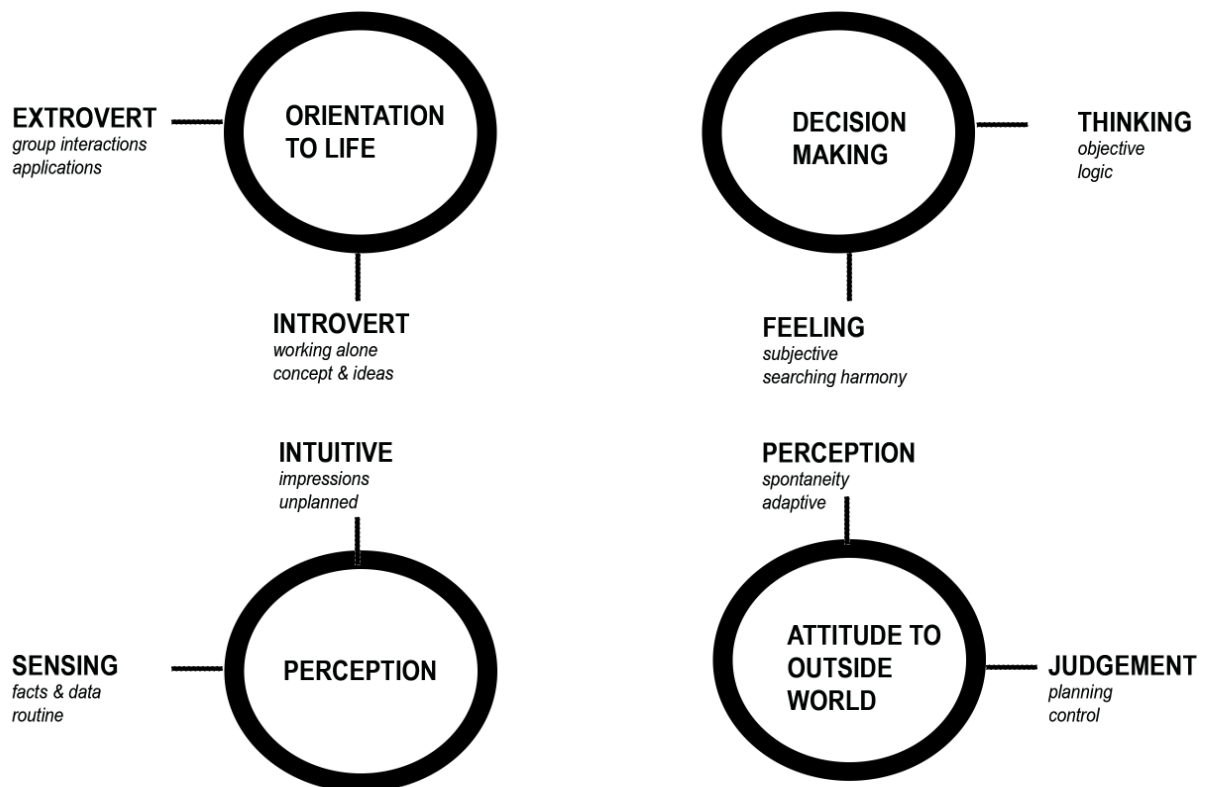 EXTROVERT
group interactions
applications
ORIENTATION
TO LIFE
INTROVERT
working alone
concept & ideas
DECISION
MAKING
THINKING
objective
logic
FEELING
subjective
searching harmony
INTUITIVE
impressions
unplanned
SENSING
facts & data
routine
PERCEPTION
PERCEPTION
spontaneity
adaptive
ATTITUDE TO
OUTSIDE
WORLD
JUDGEMENT
planning
control